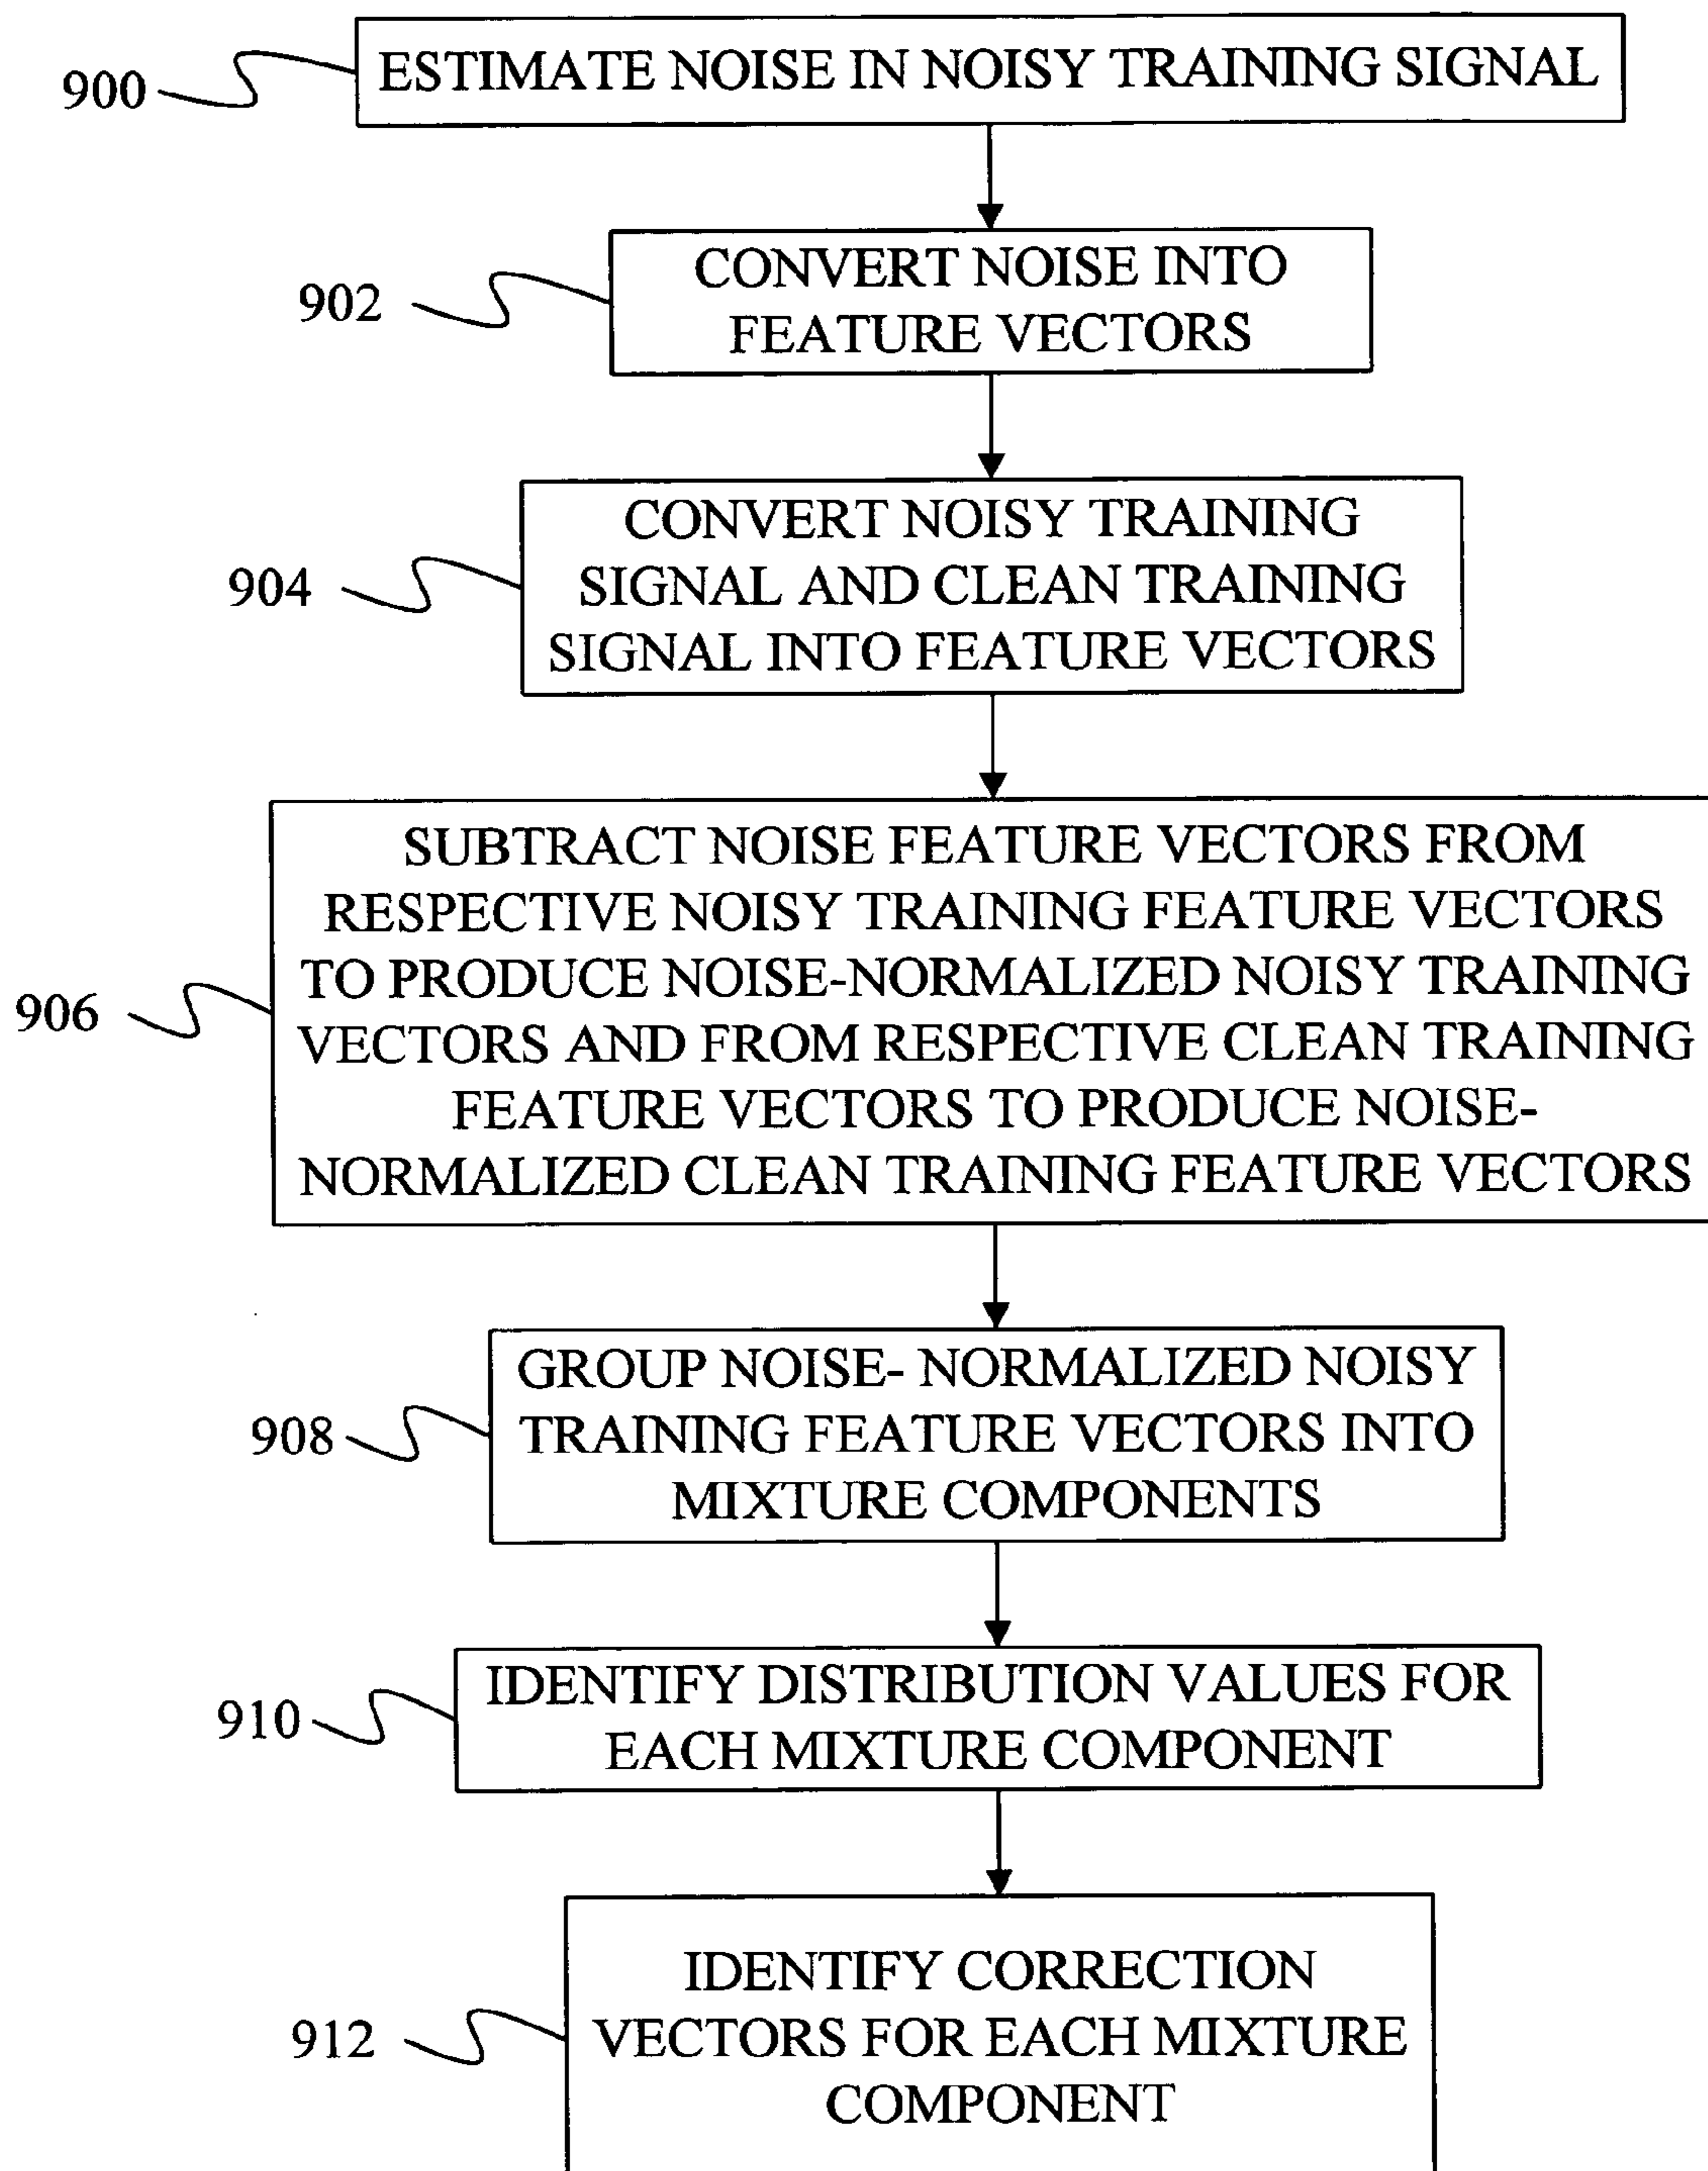 900
ESTIMATE NOISE IN NOISY TRAINING SIGNAL
902
CONVERT NOISE INTO
FEATURE VECTORS
904
CONVERT NOISY TRAINING
SIGNAL AND CLEAN TRAINING
SIGNAL INTO FEATURE VECTORS
906
SUBTRACT NOISE FEATURE VECTORS FROM
RESPECTIVE NOISY TRAINING FEATURE VECTORS
TO PRODUCE NOISE-NORMALIZED NOISY TRAINING
VECTORS AND FROM RESPECTIVE CLEAN TRAINING
FEATURE VECTORS TO PRODUCE NOISE-
NORMALIZED CLEAN TRAINING FEATURE VECTORS
908
GROUP NOISE- NORMALIZED NOISY
TRAINING FEATURE VECTORS INTO
MIXTURE COMPONENTS
910
IDENTIFY DISTRIBUTION VALUES FOR
EACH MIXTURE COMPONENT
912
IDENTIFY CORRECTION
VECTORS FOR EACH MIXTURE
COMPONENT